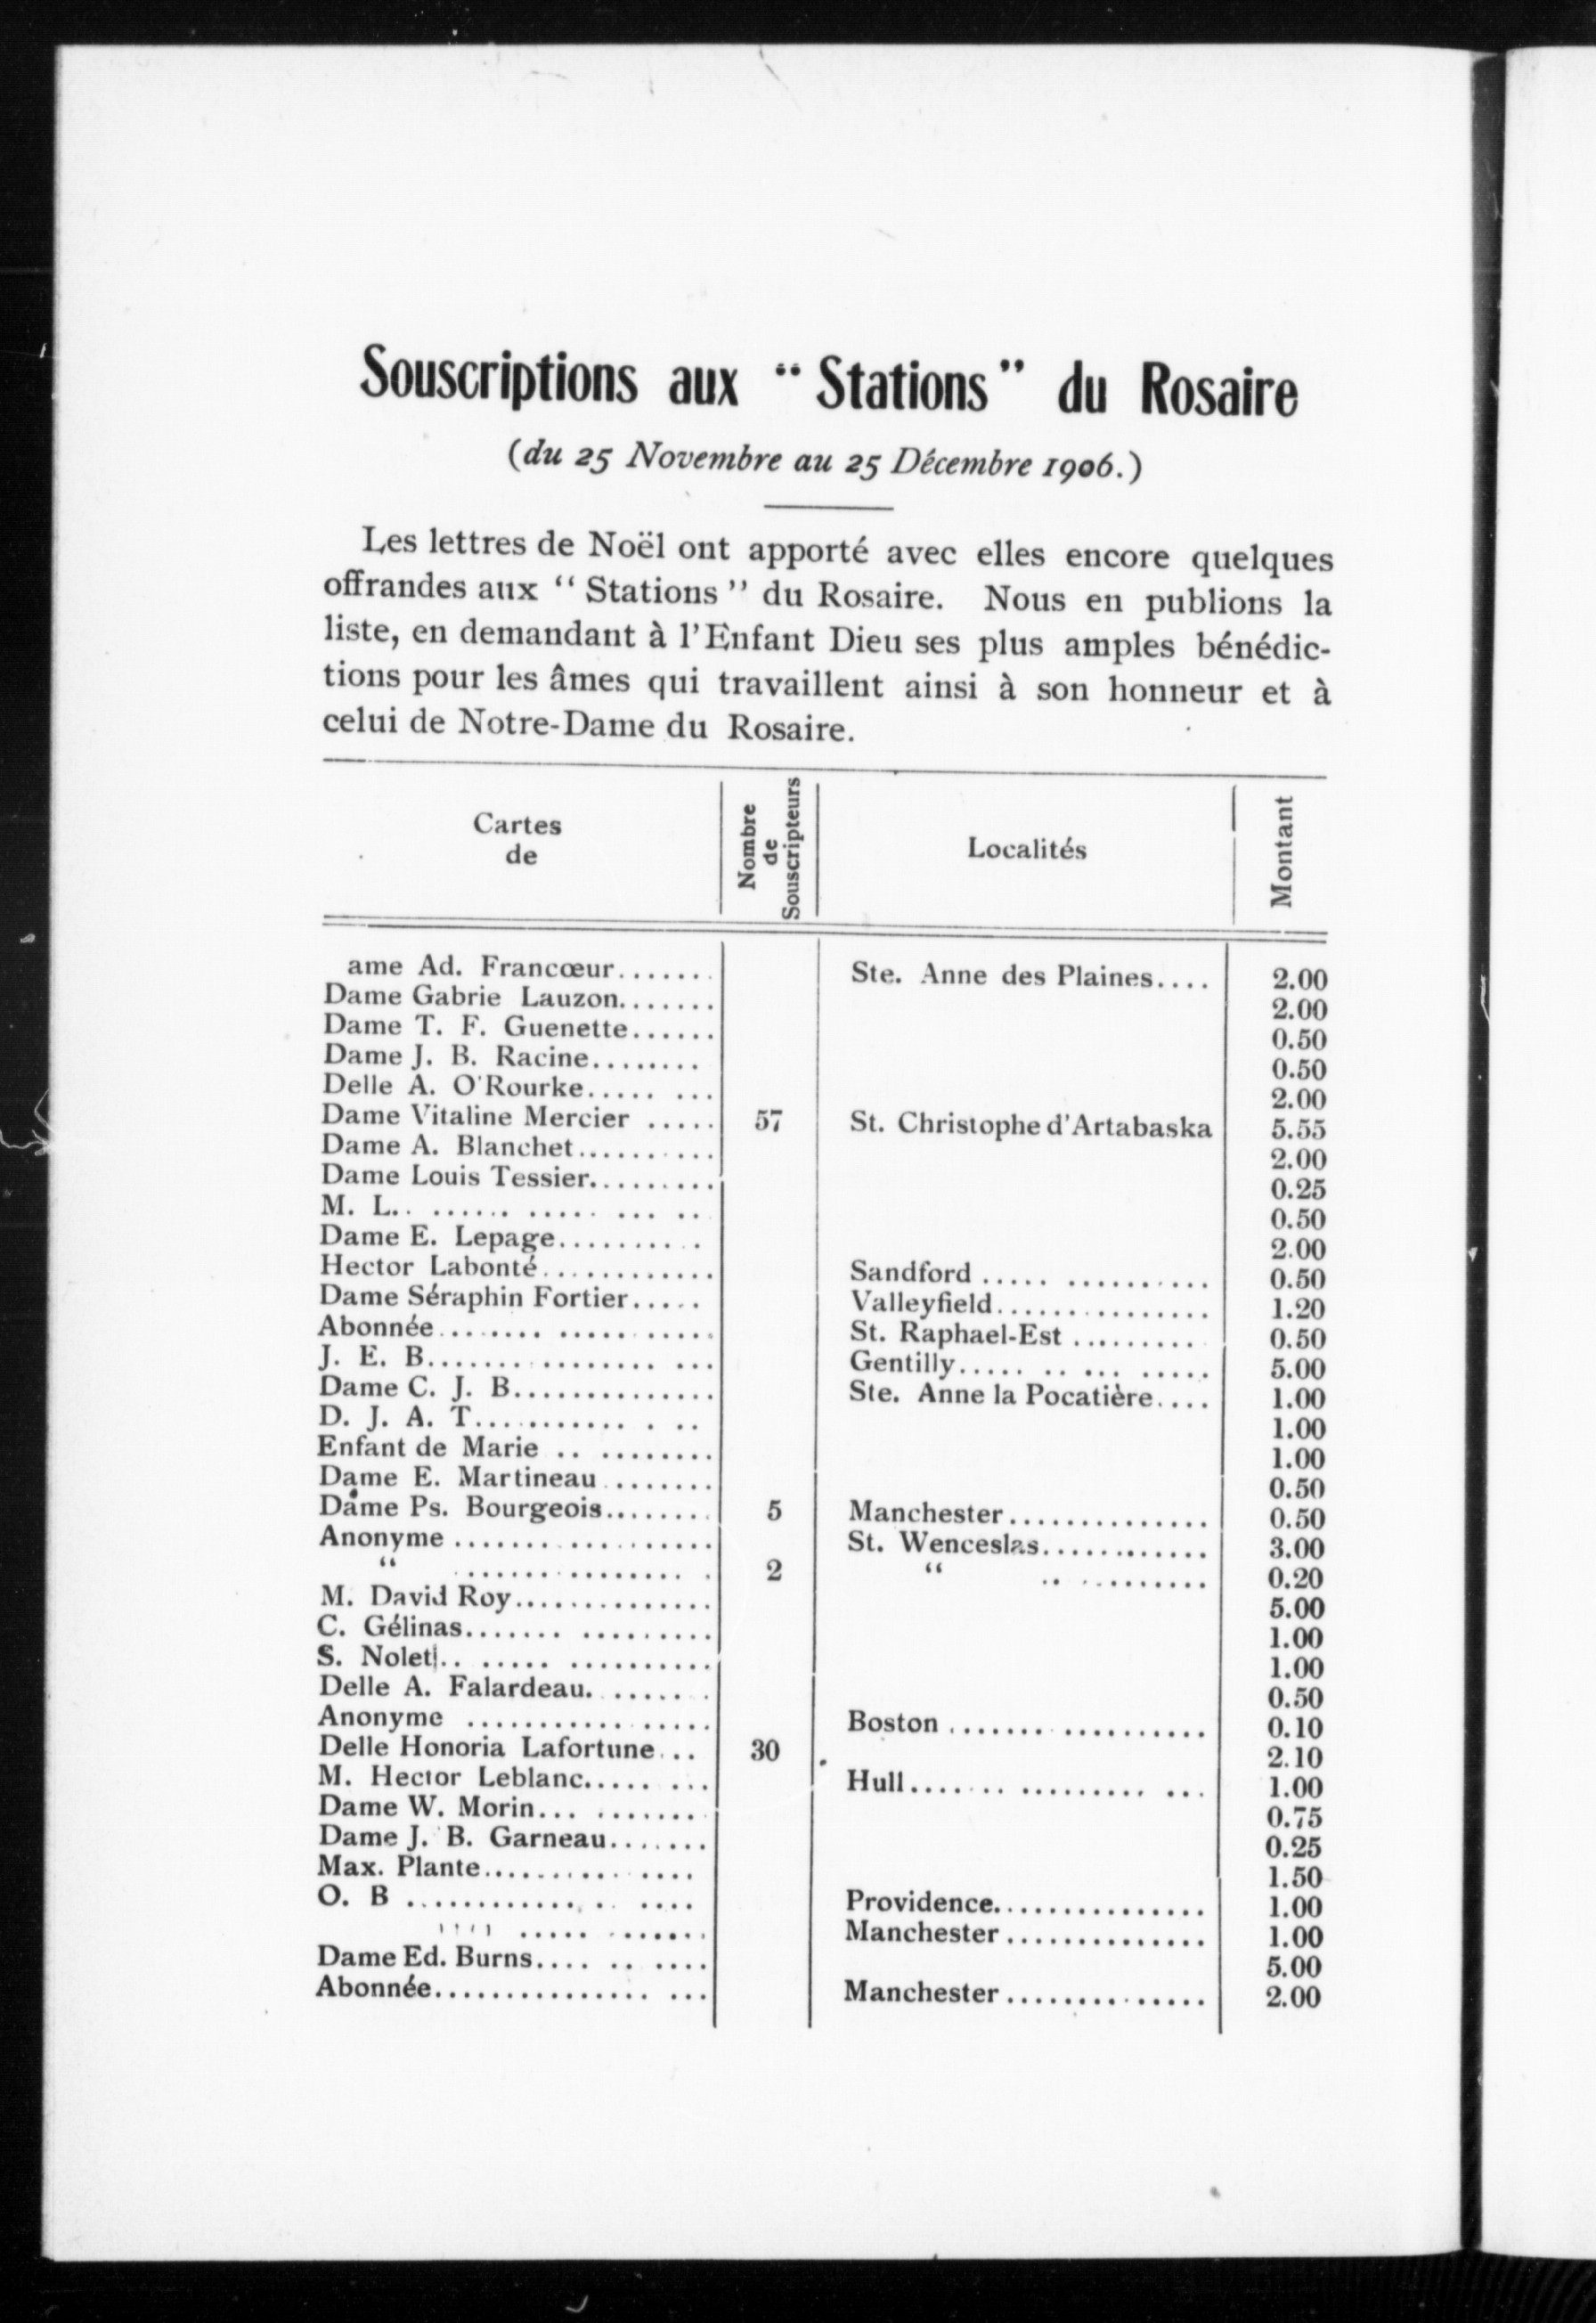 Souscriptions aux "Stations" du Rosaire
(du 25 Novembre au 25 Décembre 1906.)
Les lettres de Noël ont apporté avec elles encore quelques
offrandes aux "Stations" du Rosaire. Nous en publions la
liste, en demandant à l'Enfant Dieu ses plus amples bénédic-
tions pour les âmes qui travaillent ainsi à son honneur et à
celui de Notre-Dame du Rosaire.
Cartes de | Nombre de Souscripteurs | Localités | Montant
ame Ad. Francœur....... Ste. Anne des Plaines.... 2.00
Dame Gabrie Lauzon....... 2.00
Dame T. F. Guenette...... 0.50
Dame J. B. Racine........ 0.50
Delle A. O'Rourke..... ... 2.00
Dame Vitaline Mercier ..... 57 St. Christophe d'Artabaska 5.55
Dame A. Blanchet.......... 2.00
Dame Louis Tessier......... 0.25
M. L.. ...... ..... ... .. 0.50
Dame E. Lepage.......... 2.00
Hector Labonté............ Sandford ..... .......... 0.50
Dame Séraphin Fortier..... Valleyfield............... 1.20
Abonnée........ ........... St. Raphael-Est ......... 0.50
J. E. B................ ... Gentilly..... .. ... ..... 5.00
Dame C. J. B.............. Ste. Anne la Pocatière.... 1.00
D. J. A. T........... . .. 1.00
Enfant de Marie .. ........ 1.00
Dame E. Martineau ........ 0.50
Dame Ps. Bourgeois........ 5 Manchester.............. 0.50
Anonyme .................. St. Wenceslas............ 3.00
" ................ . 2 " .. ......... 0.20
M. David Roy.............. 5.00
C. Gélinas....... ......... 1.00
S. Nolet.. ..... .......... 1.00
Delle A. Falardeau. ....... 0.50
Anonyme ................. Boston ....... .......... 0.10
Delle Honoria Lafortune... 30 2.10
M. Hector Leblanc..... ... Hull....... ......... ... 1.00
Dame W. Morin... ........ 0.75
Dame J. B. Garneau....... 0.25
Max. Plante.......... .... 1.50
O. B ............. . .... Providence............... 1.00
..... ....... Manchester .............. 1.00
Dame Ed. Burns.... .. .... 5.00
Abonnée............... ... Manchester .............. 2.00